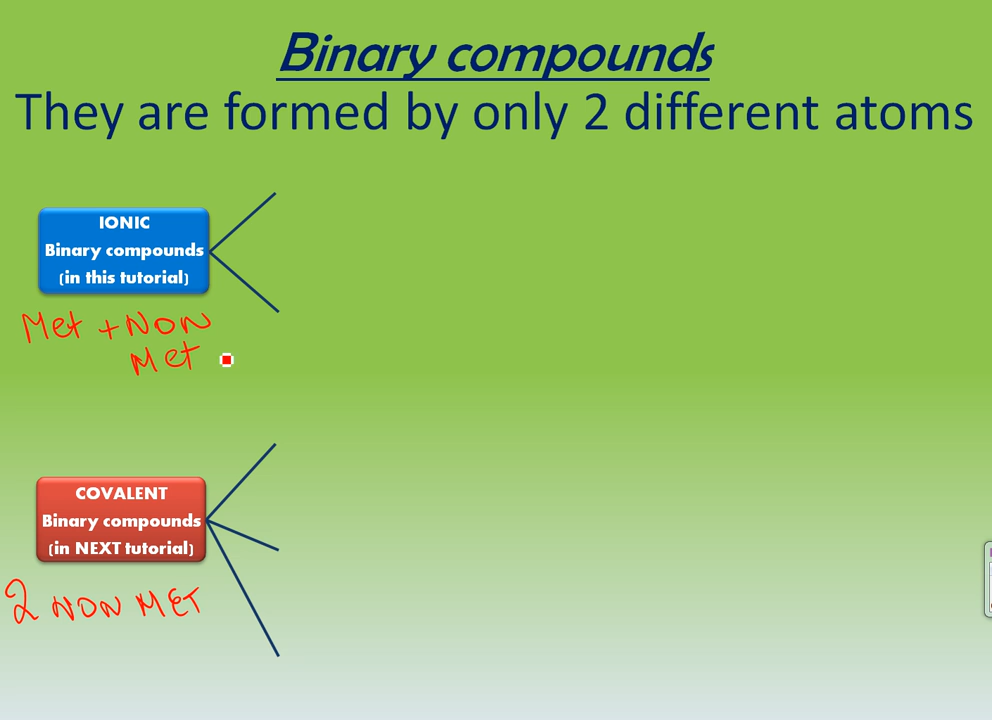 Binary compounds
They are formed by only 2 different atoms
IONIC
Binary compounds
(in this tutorial)
Met + NON
Met
COVALENT
Binary compounds
(in NEXT tutorial)
2 NON MET